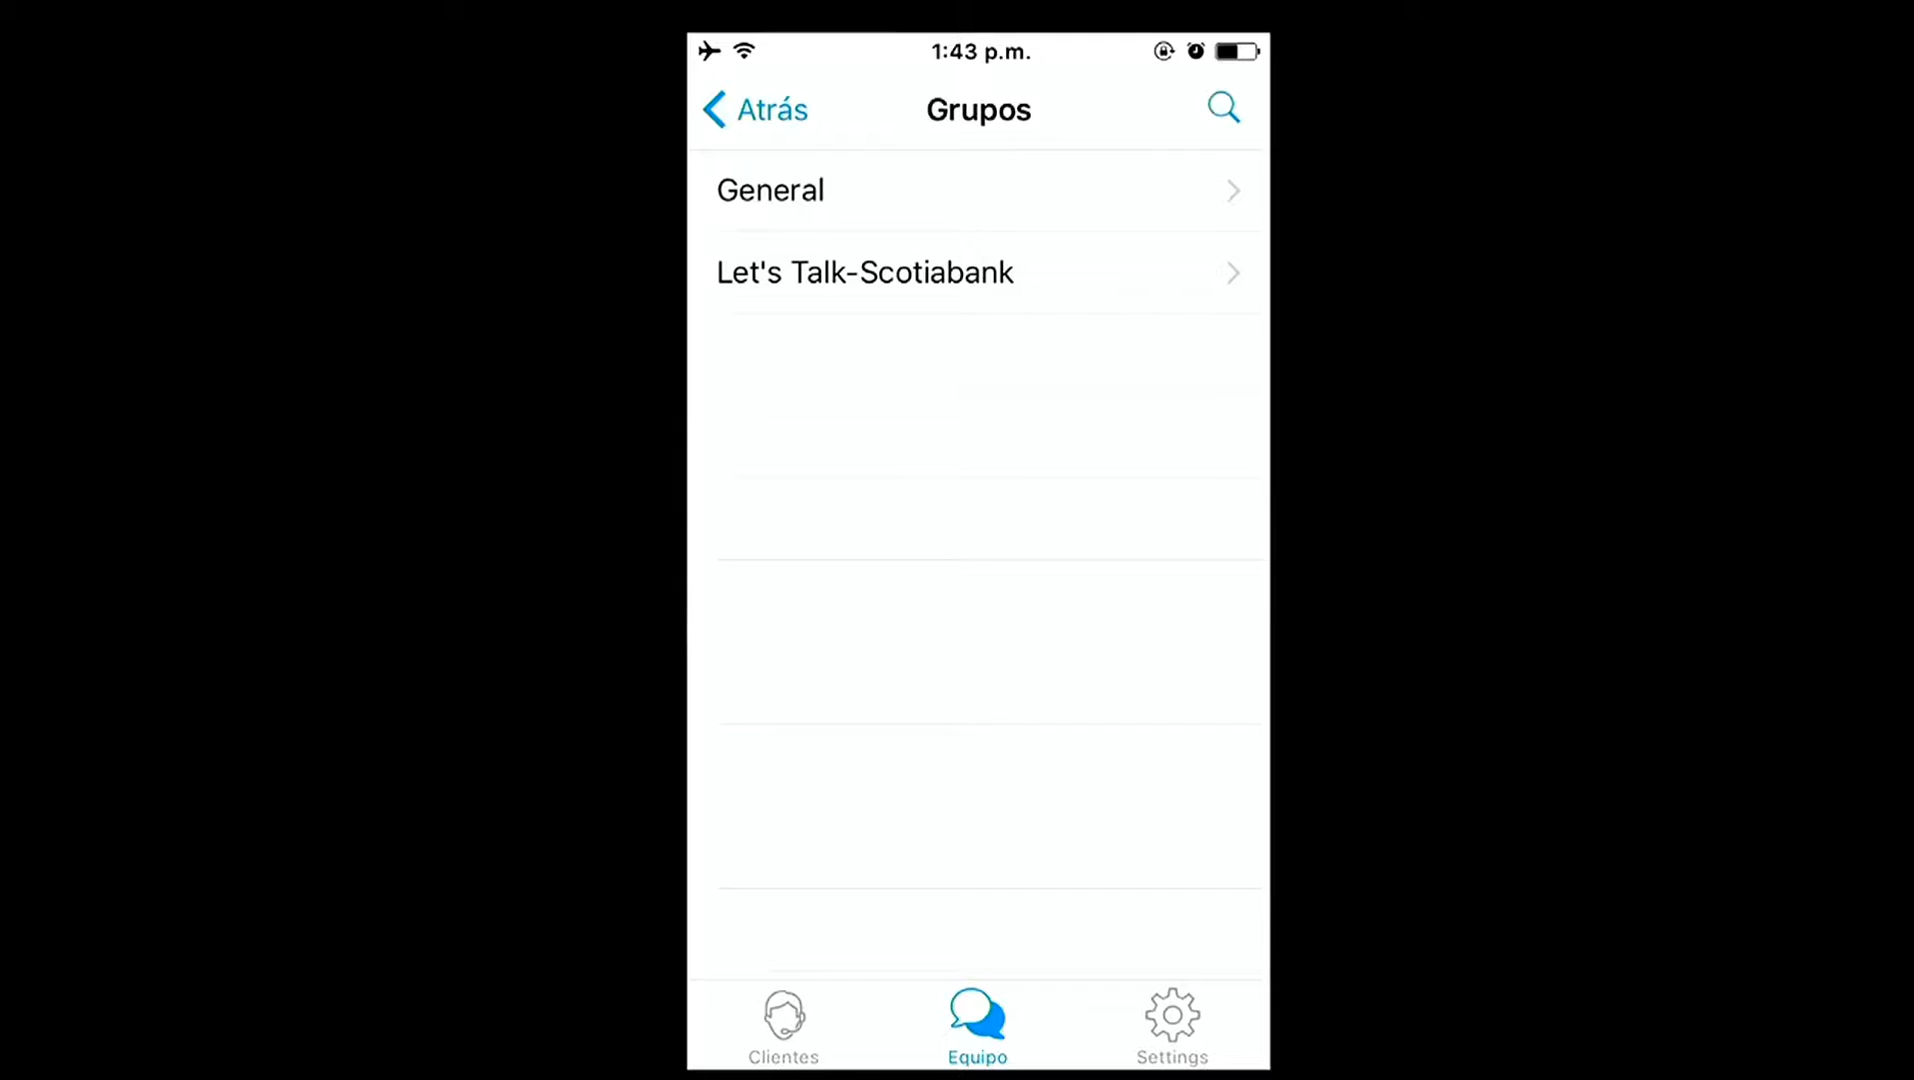 1:43 p.m.
Atrás
Grupos
General
Let's Talk-Scotiabank
Clientes
Equipo
Settings